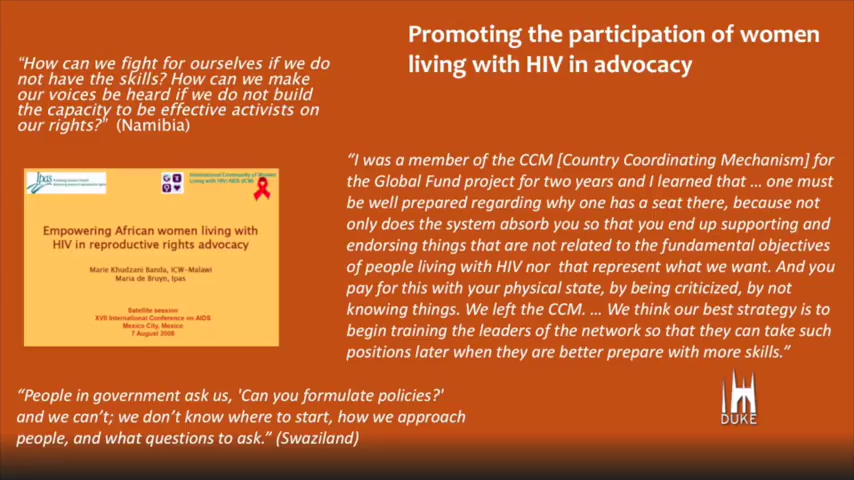 Promoting the participation of women
living with HIV in advocacy
"How can we fight for ourselves if we do
not have the skills? How can we make
our voices be heard if we do not build
the capacity to be effective activists on
our rights?" (Namibia)
Ipas
International Community of Women
Living with HIV/AIDS (ICW)
Empowering African women living with
HIV in reproductive rights advocacy
Marie Khudzani Banda, ICW-Malawi
Maria de Bruyn, Ipas
Satellite session
XVII International Conference on AIDS
Mexico City, Mexico
7 August 2008
"I was a member of the CCM [Country Coordinating Mechanism] for
the Global Fund project for two years and I learned that … one must
be well prepared regarding why one has a seat there, because not
only does the system absorb you so that you end up supporting and
endorsing things that are not related to the fundamental objectives
of people living with HIV nor that represent what we want. And you
pay for this with your physical state, by being criticized, by not
knowing things. We left the CCM. … We think our best strategy is to
begin training the leaders of the network so that they can take such
positions later when they are better prepare with more skills."
"People in government ask us, 'Can you formulate policies?'
and we can't; we don't know where to start, how we approach
people, and what questions to ask." (Swaziland)
DUKE